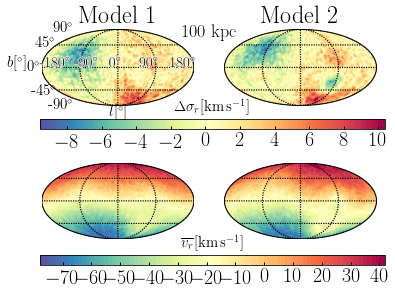 Model 1 Model 2
90° 100 kpc
45°
b[°] 0° -180° -90° 0° 90° 180°
-45°
-90°
Δσr[km s⁻¹]
−8 −6 −4 −2 0 2 4 6 8 10
v̅r̅[km s⁻¹]
−70 −60 −50 −40 −30 −20 −10 0 10 20 30 40